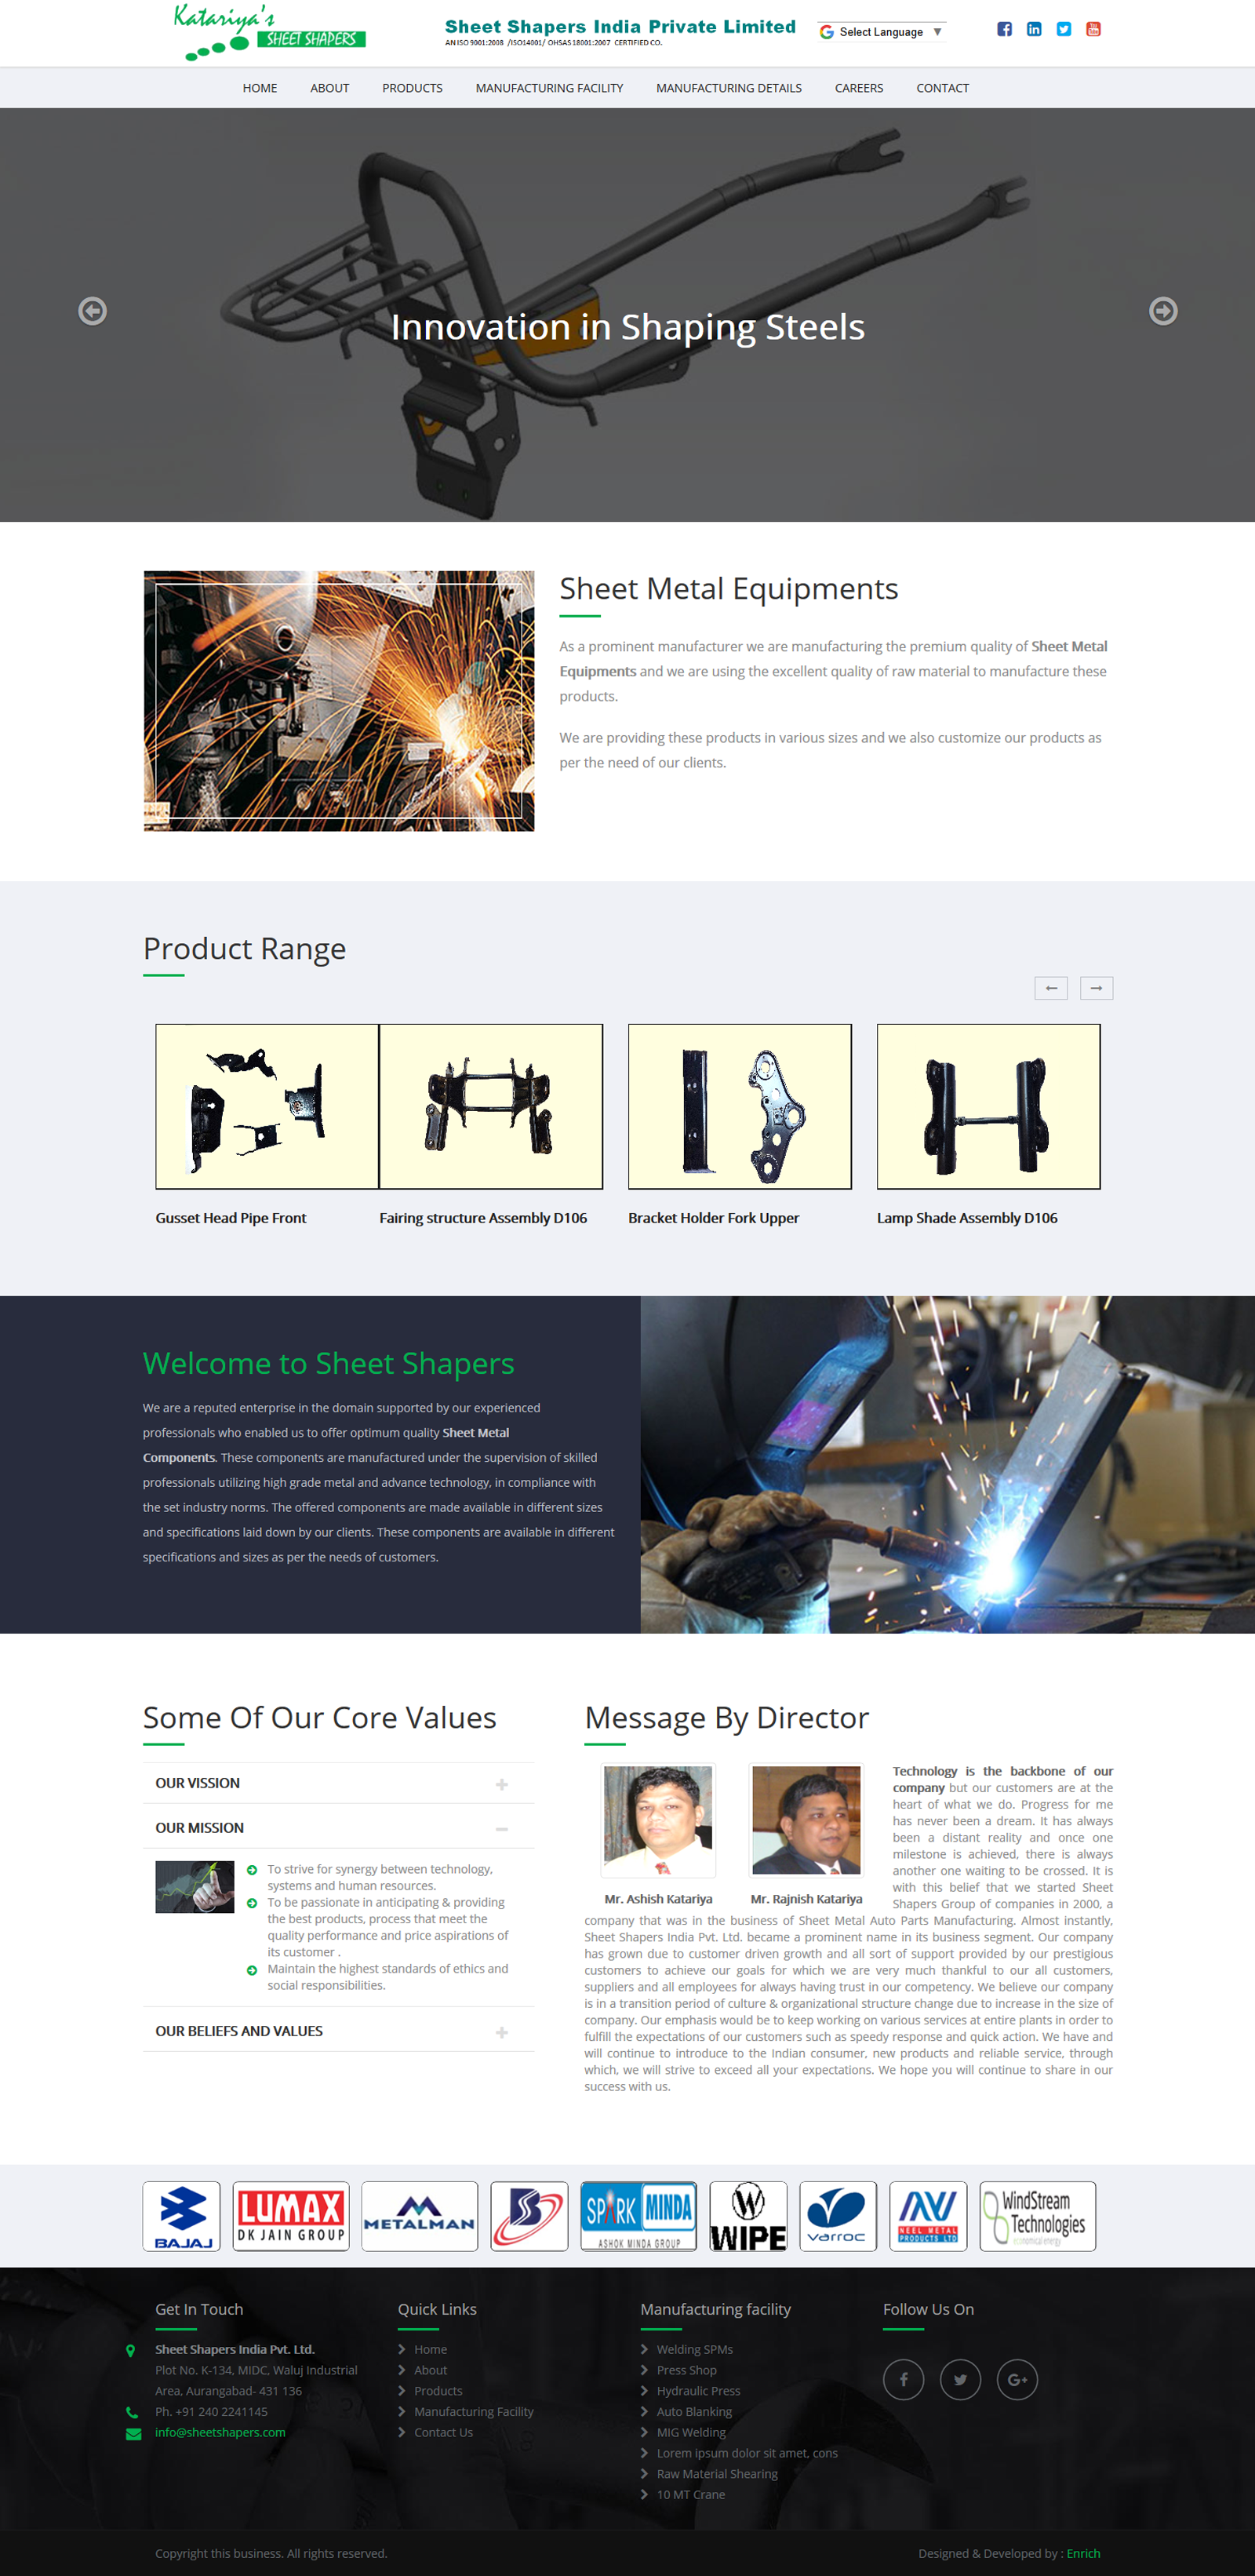 Katariya's
SHEET SHAPERS
Sheet Shapers India Private Limited
AN ISO 9001:2008 /ISO14001/ OHSAS 18001:2007 CERTIFIED CO.
Select Language ▼
HOME ABOUT PRODUCTS MANUFACTURING FACILITY MANUFACTURING DETAILS CAREERS CONTACT
Innovation in Shaping Steels
Sheet Metal Equipments
As a prominent manufacturer we are manufacturing the premium quality of Sheet Metal
Equipments and we are using the excellent quality of raw material to manufacture these
products.
We are providing these products in various sizes and we also customize our products as
per the need of our clients.
Product Range
Gusset Head Pipe Front
Fairing structure Assembly D106
Bracket Holder Fork Upper
Lamp Shade Assembly D106
Welcome to Sheet Shapers
We are a reputed enterprise in the domain supported by our experienced
professionals who enabled us to offer optimum quality Sheet Metal
Components. These components are manufactured under the supervision of skilled
professionals utilizing high grade metal and advance technology, in compliance with
the set industry norms. The offered components are made available in different sizes
and specifications laid down by our clients. These components are available in different
specifications and sizes as per the needs of customers.
Some Of Our Core Values
OUR VISSION
OUR MISSION
To strive for synergy between technology,
systems and human resources.
To be passionate in anticipating & providing
the best products, process that meet the
quality performance and price aspirations of
its customer .
Maintain the highest standards of ethics and
social responsibilities.
OUR BELIEFS AND VALUES
Message By Director
Mr. Ashish Katariya
Mr. Rajnish Katariya
Technology is the backbone of our
company but our customers are at the
heart of what we do. Progress for me
has never been a dream. It has always
been a distant reality and once one
milestone is achieved, there is always
another one waiting to be crossed. It is
with this belief that we started Sheet
Shapers Group of companies in 2000, a
company that was in the business of Sheet Metal Auto Parts Manufacturing. Almost instantly,
Sheet Shapers India Pvt. Ltd. became a prominent name in its business segment. Our company
has grown due to customer driven growth and all sort of support provided by our prestigious
customers to achieve our goals for which we are very much thankful to our all customers,
suppliers and all employees for always having trust in our competency. We believe our company
is in a transition period of culture & organizational structure change due to increase in the size of
company. Our emphasis would be to keep working on various services at entire plants in order to
fulfill the expectations of our customers such as speedy response and quick action. We have and
will continue to introduce to the Indian consumer, new products and reliable service, through
which, we will strive to exceed all your expectations. We hope you will continue to share in our
success with us.
BAJAJ
LUMAX
DK JAIN GROUP
METALMAN
SPARK MINDA
ASHOK MINDA GROUP
WIPE
varroc
NEEL METAL
PRODUCTS LTD
WindStream
Technologies
economical energy
Get In Touch
Sheet Shapers India Pvt. Ltd.
Plot No. K-134, MIDC, Waluj Industrial
Area, Aurangabad- 431 136
Ph. +91 240 2241145
info@sheetshapers.com
Quick Links
Home
About
Products
Manufacturing Facility
Contact Us
Manufacturing facility
Welding SPMs
Press Shop
Hydraulic Press
Auto Blanking
MIG Welding
Lorem ipsum dolor sit amet, cons
Raw Material Shearing
10 MT Crane
Follow Us On
Copyright this business. All rights reserved.
Designed & Developed by : Enrich